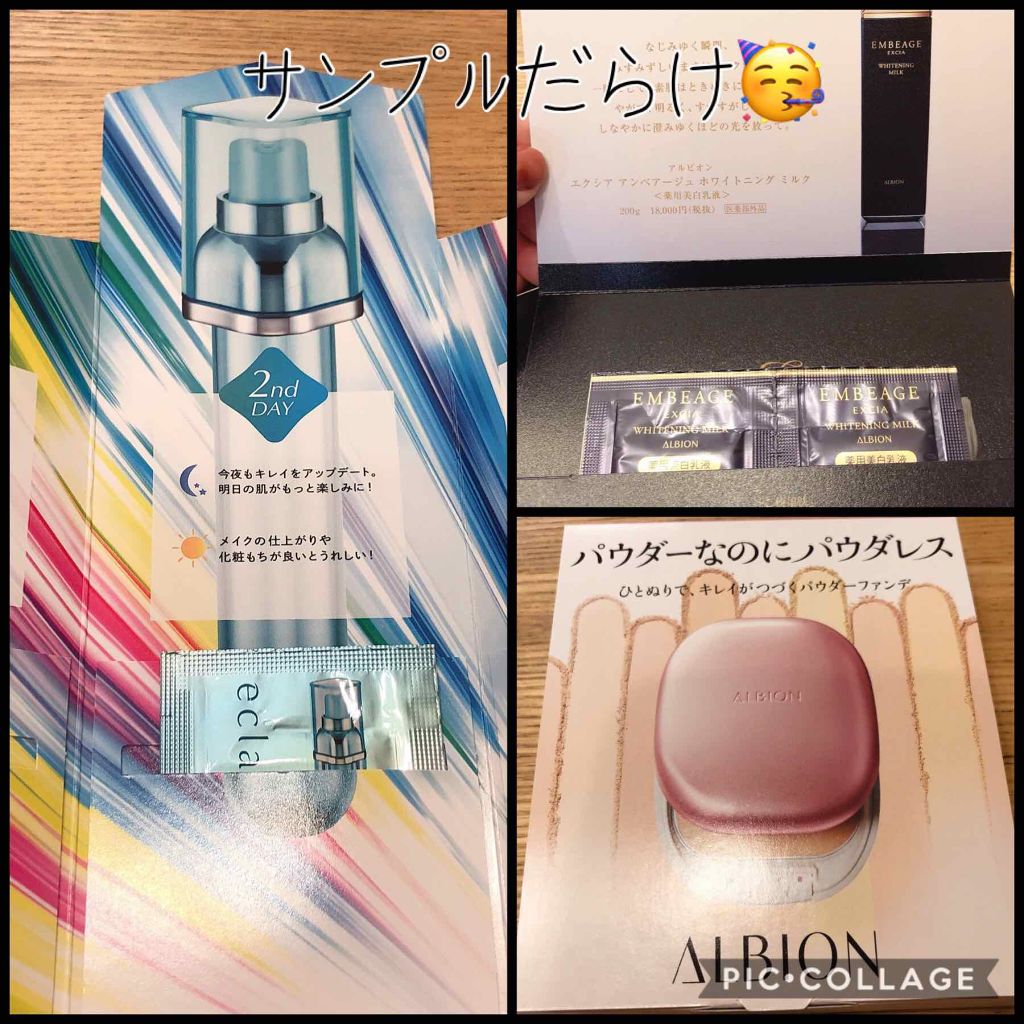 サンプルだらけ
2nd
DAY
今夜もキレイをアップデート。
明日の肌がもっと楽しみに!
メイクの仕上がりや
化粧もちが良いとうれしい!
ecla
なじみゆく瞬間、
しなやかに澄みゆくほどの光を放って。
アルビオン
エクシア アンベアージュ ホワイトニング ミルク
<薬用美白乳液>
200g 18,000円(税抜) 医薬部外品
EMBEAGE
EXCIA
WHITENING
MILK
ALBION
EMBEAGE
EXCIA
WHITENING MILK
ALBION
薬用美白乳液
EMBEAGE
EXCIA
WHITENING MILK
ALBION
薬用美白乳液
パウダーなのにパウダレス
ひとぬりで、キレイがつづくパウダーファンデ
ALBION
ALBION
PIC•COLLAGE